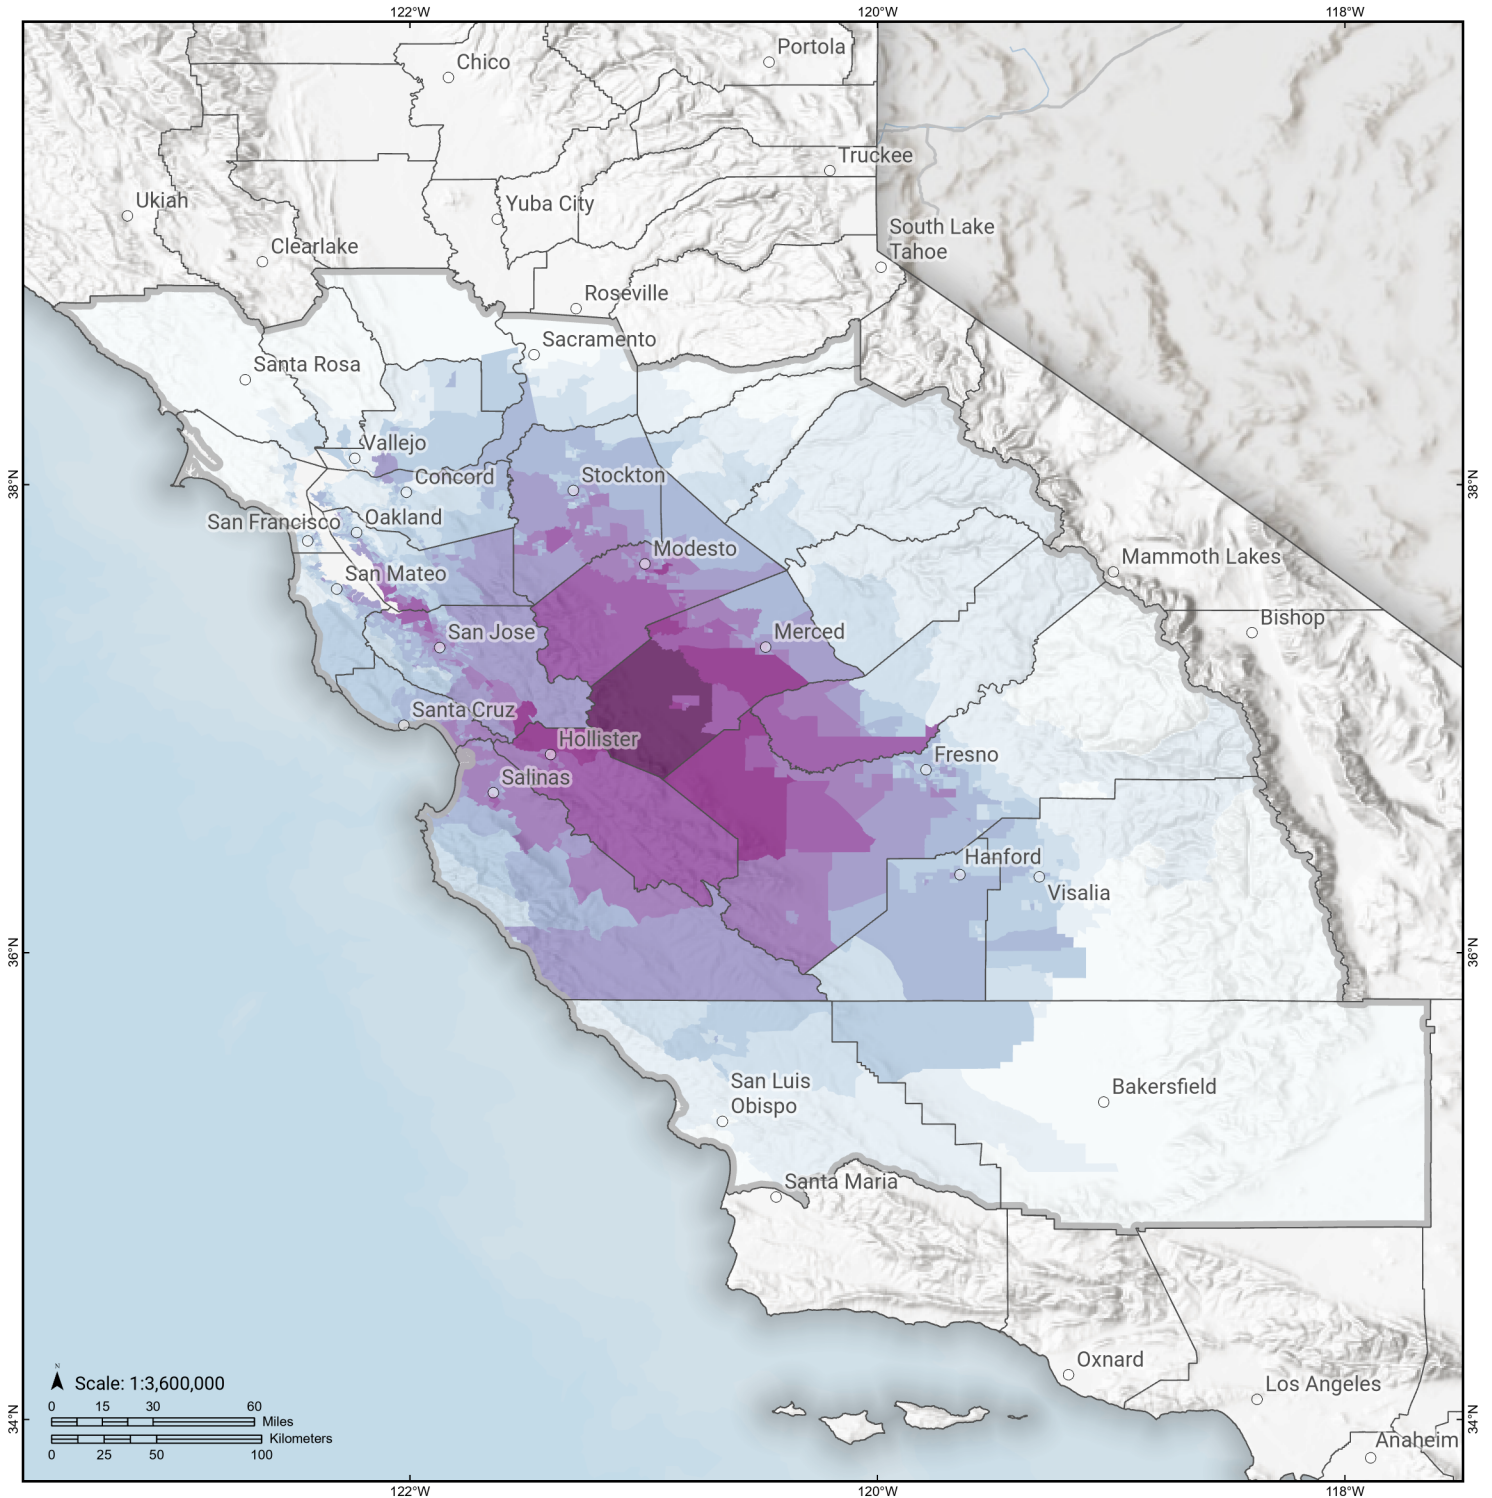 122°W
120°W
118°W
Portola
Chico
Truckee
Ukiah
Yuba City
South Lake
Tahoe
Clearlake
Roseville
Sacramento
Santa Rosa
Vallejo
Concord
Stockton
38°N
38°N
San Francisco
Oakland
Modesto
Mammoth Lakes
San Mateo
Bishop
San Jose
Merced
Santa Cruz
Hollister
Fresno
Salinas
Hanford
Visalia
36°N
36°N
San Luis
Obispo
Bakersfield
Santa Maria
Oxnard
Los Angeles
N
Scale: 1:3,600,000
0 15 30 60
Miles
Kilometers
0 25 50 100
34°N
34°N
Anaheim
122°W
120°W
118°W